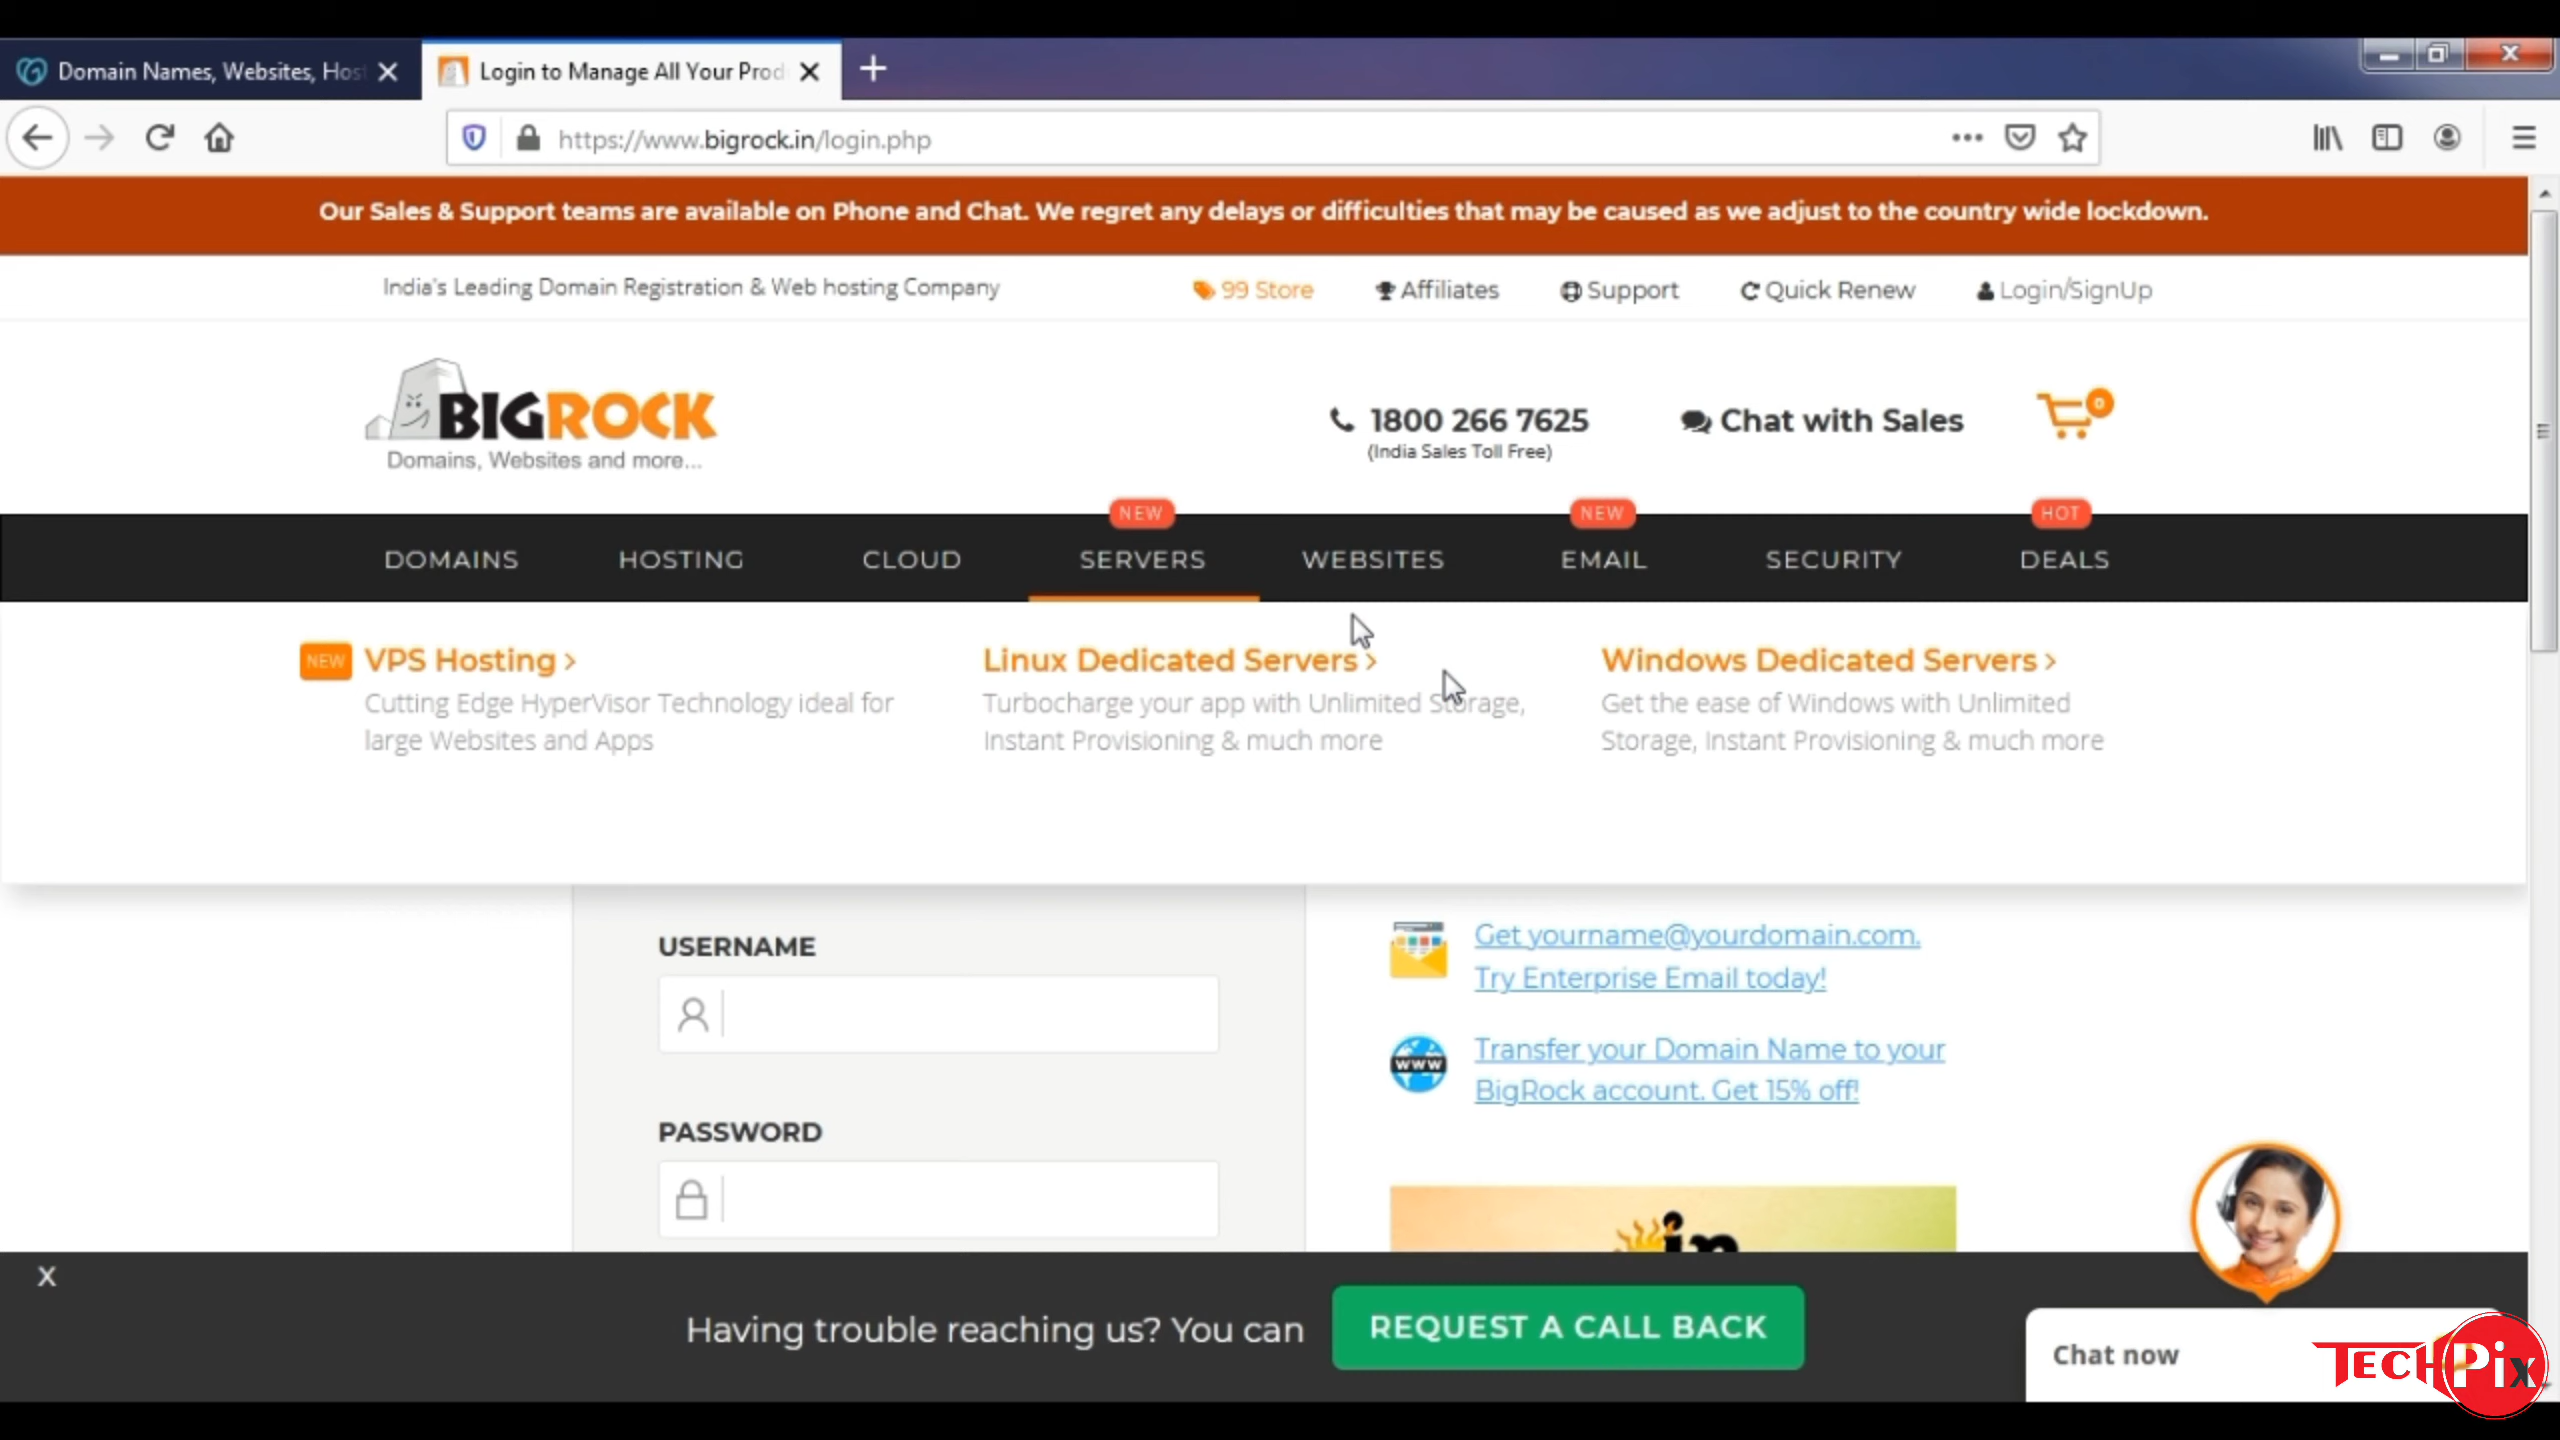 Domain Names, Websites, Hos
Login to Manage All Your Prod
https://www.bigrock.in/login.php
Our Sales & Support teams are available on Phone and Chat. We regret any delays or difficulties that may be caused as we adjust to the country wide lockdown.
India's Leading Domain Registration & Web hosting Company
99 Store
Affiliates
Support
Quick Renew
Login/SignUp
BIGROCK
Domains, Websites and more...
1800 266 7625
(India Sales Toll Free)
Chat with Sales
0
NEW
NEW
HOT
DOMAINS
HOSTING
CLOUD
SERVERS
WEBSITES
EMAIL
SECURITY
DEALS
NEW
VPS Hosting >
Cutting Edge HyperVisor Technology ideal for
large Websites and Apps
Linux Dedicated Servers >
Turbocharge your app with Unlimited Storage,
Instant Provisioning & much more
Windows Dedicated Servers >
Get the ease of Windows with Unlimited
Storage, Instant Provisioning & much more
USERNAME
PASSWORD
Get yourname@yourdomain.com.
Try Enterprise Email today!
www
Transfer your Domain Name to your
BigRock account. Get 15% off!
in
X
Having trouble reaching us? You can
REQUEST A CALL BACK
Chat now
TECHPix